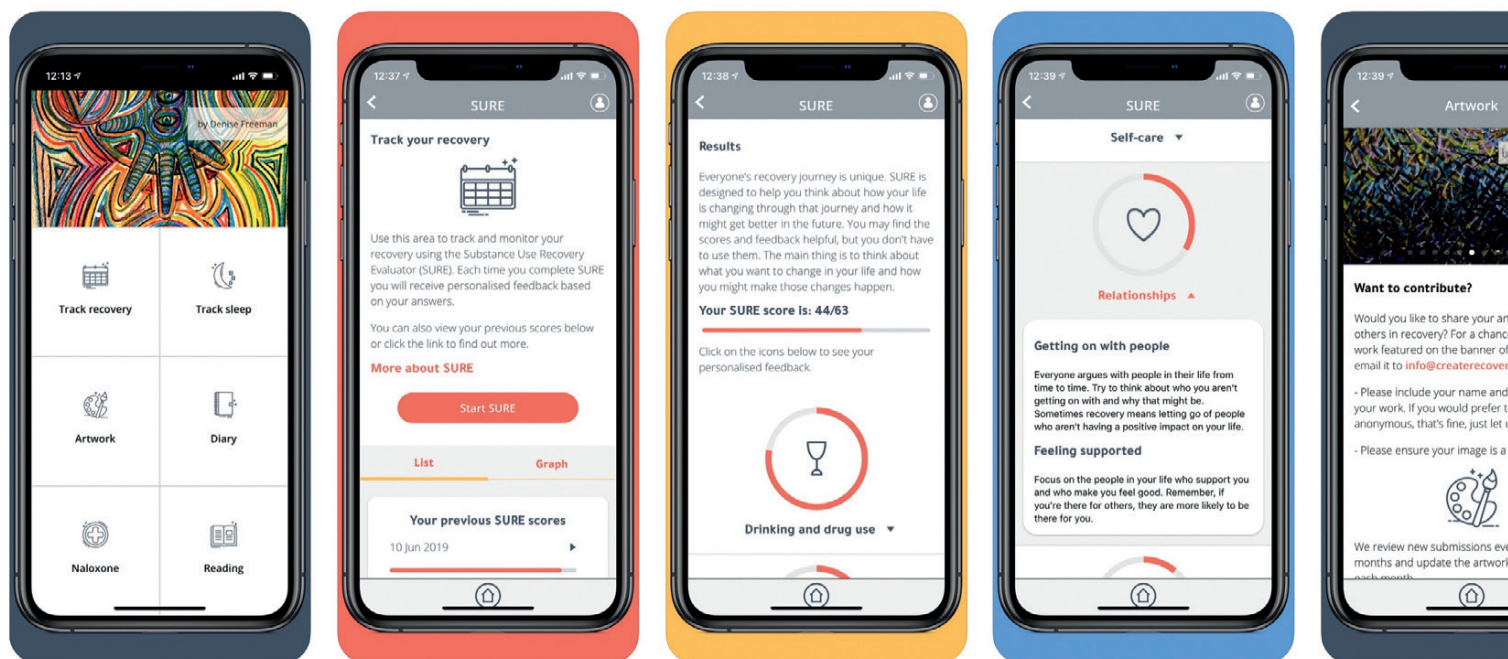 12:13
by Denise Freeman
Track recovery
Track sleep
Artwork
Diary
Naloxone
Reading
12:37
SURE
Track your recovery
Use this area to track and monitor your
recovery using the Substance Use Recovery
Evaluator (SURE). Each time you complete SURE
you will receive personalised feedback based
on your answers.
You can also view your previous scores below
or click the link to find out more.
More about SURE
Start SURE
List
Graph
Your previous SURE scores
10 Jun 2019
12:38
SURE
Results
Everyone's recovery journey is unique. SURE is
designed to help you think about how your life
is changing through that journey and how it
might get better in the future. You may find the
scores and feedback helpful, but you don't have
to use them. The main thing is to think about
what you want to change in your life and how
you might make those changes happen.
Your SURE score is: 44/63
Click on the icons below to see your
personalised feedback.
Drinking and drug use
12:39
SURE
Self-care
Relationships
Getting on with people
Everyone argues with people in their life from
time to time. Try to think about who you aren't
getting on with and why that might be.
Sometimes recovery means letting go of people
who aren't having a positive impact on your life.
Feeling supported
Focus on the people in your life who support you
and who make you feel good. Remember, if
you're there for others, they are more likely to be
there for you.
12:39
Artwork
Want to contribute?
Would you like to share your
others in recovery? For a
work featured on the banner of
email it to
- Please include your name and
your work. If you would prefer
anonymous, that's fine, just let
- Please ensure your image is a
We review new submissions
months and update the
each month